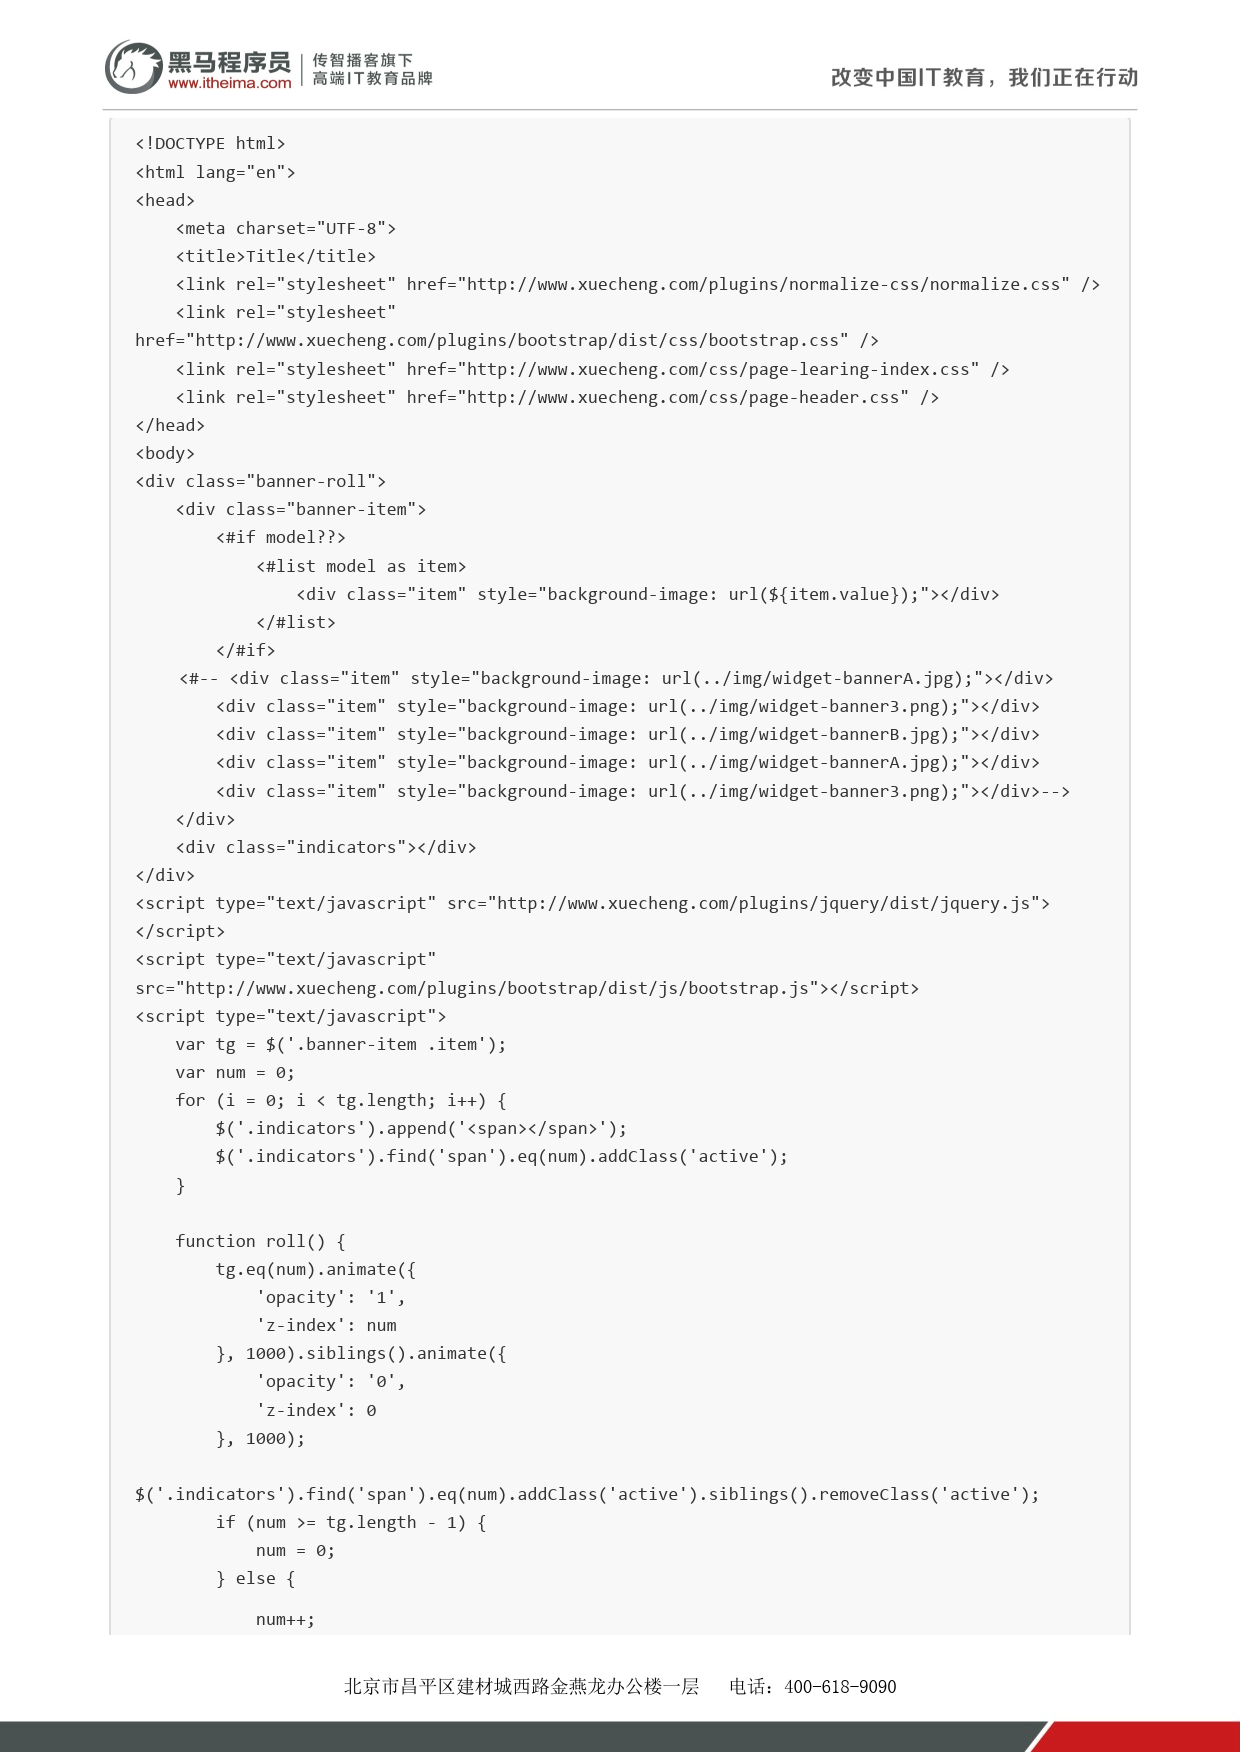 黑马程序员
www.itheima.com
传智播客旗下
高端IT教育品牌
改变中国IT教育，我们正在行动
<!DOCTYPE html>
<html lang="en">
<head>
    <meta charset="UTF-8">
    <title>Title</title>
    <link rel="stylesheet" href="http://www.xuecheng.com/plugins/normalize-css/normalize.css" />
    <link rel="stylesheet"
href="http://www.xuecheng.com/plugins/bootstrap/dist/css/bootstrap.css" />
    <link rel="stylesheet" href="http://www.xuecheng.com/css/page-learing-index.css" />
    <link rel="stylesheet" href="http://www.xuecheng.com/css/page-header.css" />
</head>
<body>
<div class="banner-roll">
    <div class="banner-item">
        <#if model??>
            <#list model as item>
                <div class="item" style="background-image: url(${item.value});"></div>
            </#list>
        </#if>
    <#-- <div class="item" style="background-image: url(../img/widget-bannerA.jpg);"></div>
        <div class="item" style="background-image: url(../img/widget-banner3.png);"></div>
        <div class="item" style="background-image: url(../img/widget-bannerB.jpg);"></div>
        <div class="item" style="background-image: url(../img/widget-bannerA.jpg);"></div>
        <div class="item" style="background-image: url(../img/widget-banner3.png);"></div>-->
    </div>
    <div class="indicators"></div>
</div>
<script type="text/javascript" src="http://www.xuecheng.com/plugins/jquery/dist/jquery.js">
</script>
<script type="text/javascript"
src="http://www.xuecheng.com/plugins/bootstrap/dist/js/bootstrap.js"></script>
<script type="text/javascript">
    var tg = $('.banner-item .item');
    var num = 0;
    for (i = 0; i < tg.length; i++) {
        $('.indicators').append('<span></span>');
        $('.indicators').find('span').eq(num).addClass('active');
    }

    function roll() {
        tg.eq(num).animate({
            'opacity': '1',
            'z-index': num
        }, 1000).siblings().animate({
            'opacity': '0',
            'z-index': 0
        }, 1000);

$('.indicators').find('span').eq(num).addClass('active').siblings().removeClass('active');
        if (num >= tg.length - 1) {
            num = 0;
        } else {
            num++;
北京市昌平区建材城西路金燕龙办公楼一层 电话：400-618-9090